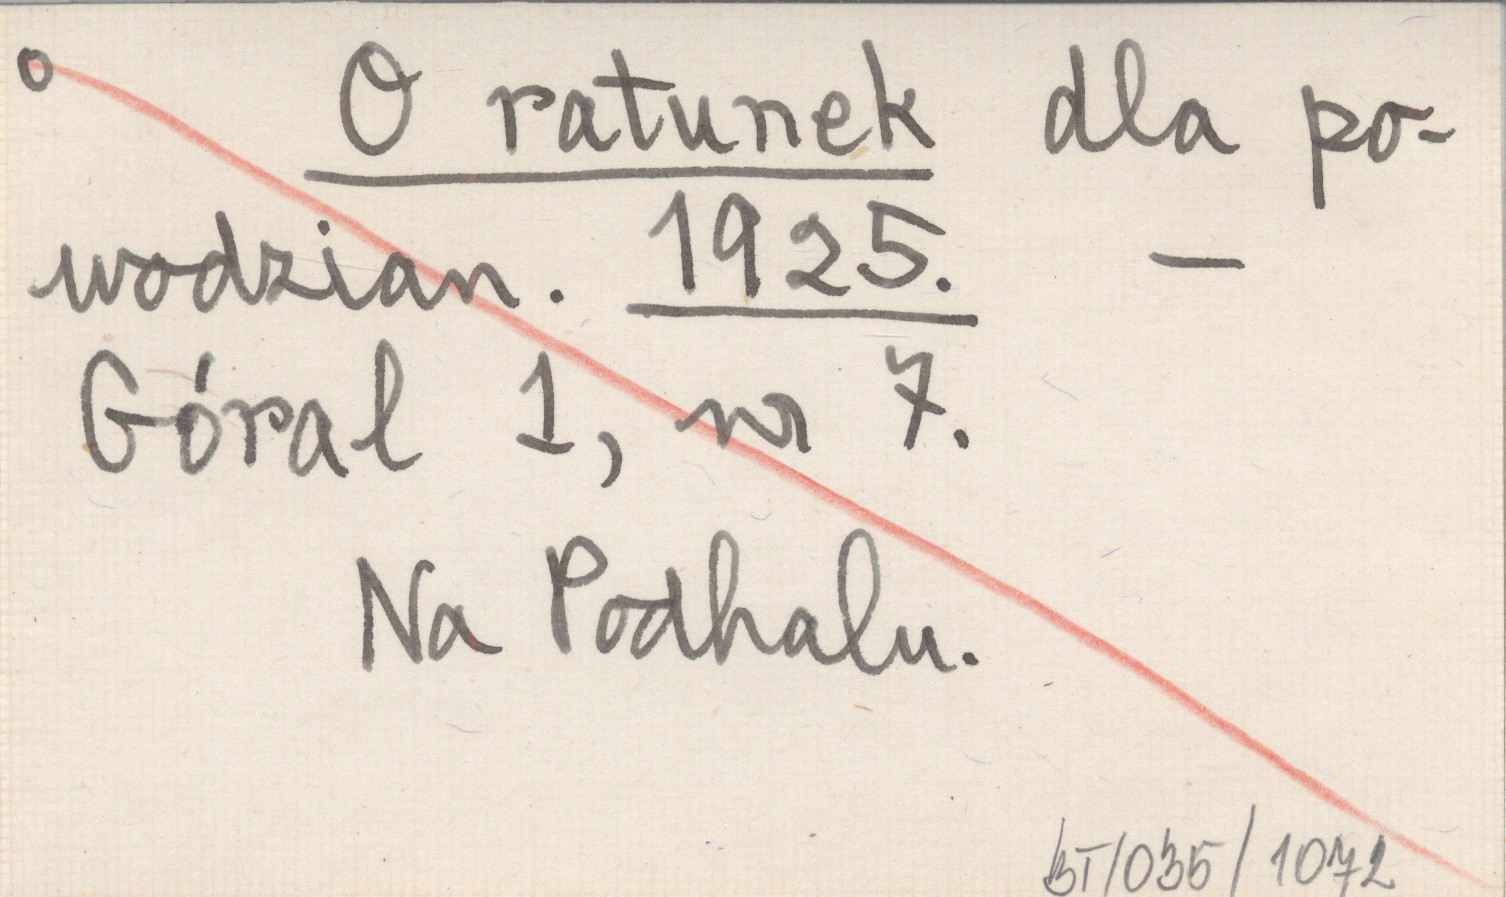 O ratunek dla po-
wodzian. 1925. —
Góral 1, nr 7.
Na Podhalu.
BT/035/1072